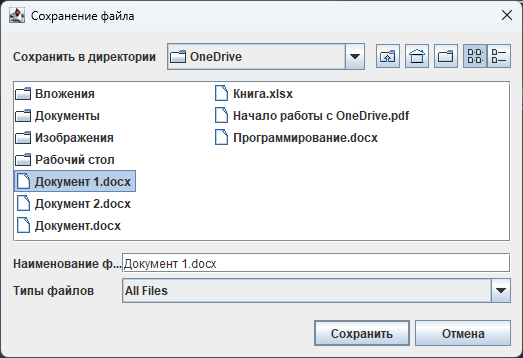 Сохранение файла
Сохранить в директории
OneDrive
Вложения
Документы
Изображения
Рабочий стол
Документ 1.docx
Документ 2.docx
Документ.docx
Книга.xlsx
Начало работы с OneDrive.pdf
Программирование.docx
Наименование ф...
Документ 1.docx
Типы файлов
All Files
Сохранить
Отмена